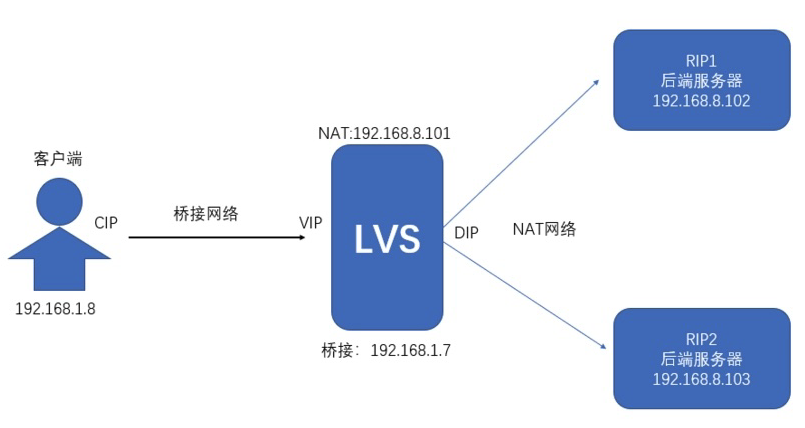 RIP1
后端服务器
192.168.8.102
NAT:192.168.8.101
客户端
CIP
桥接网络
VIP
LVS
DIP
NAT网络
192.168.1.8
桥接：192.168.1.7
RIP2
后端服务器
192.168.8.103